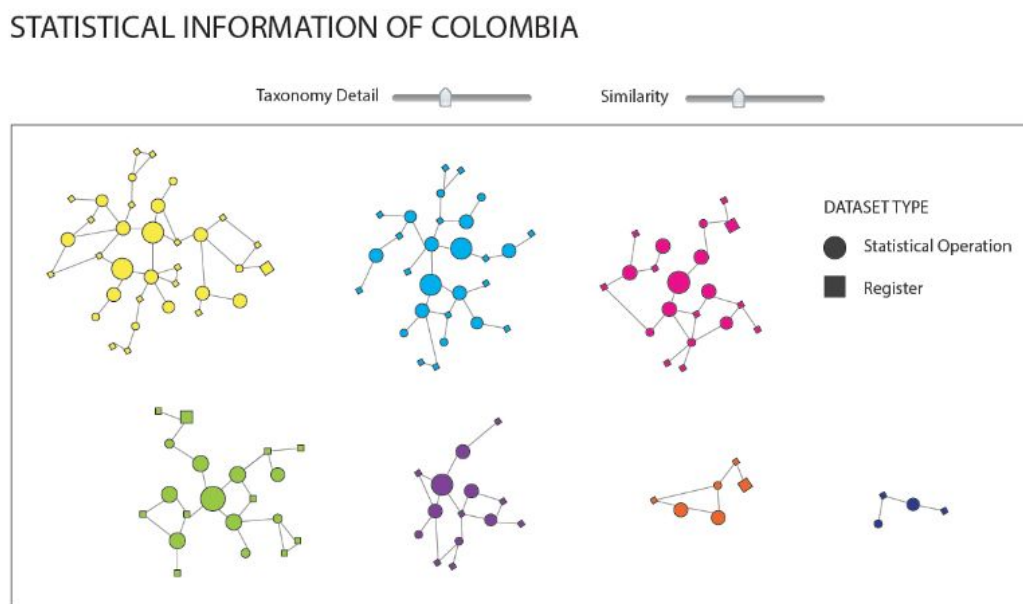 STATISTICAL INFORMATION OF COLOMBIA
Taxonomy Detail
Similarity
DATASET TYPE
Statistical Operation
Register